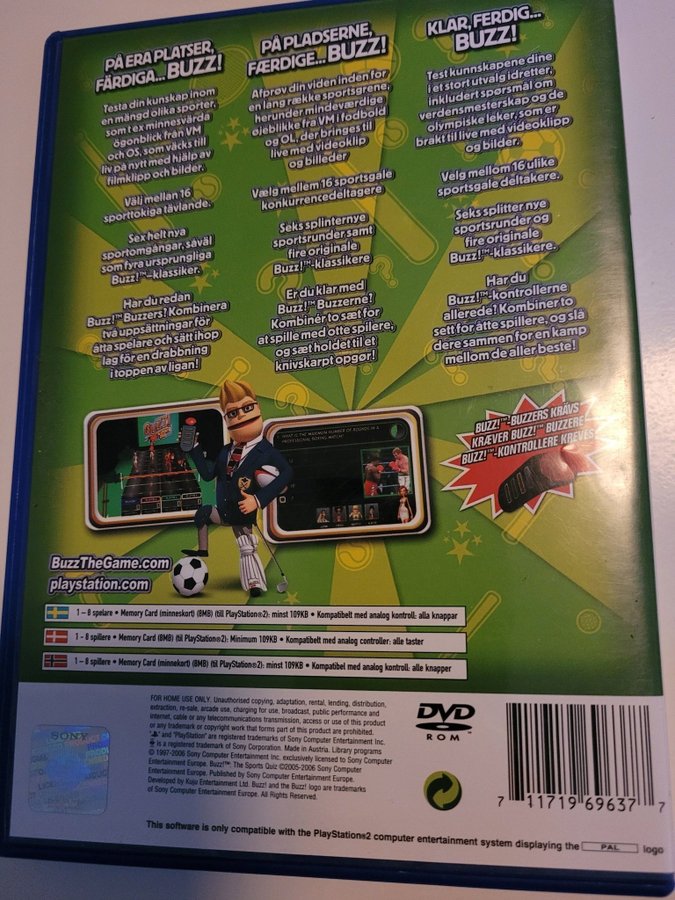 PÅ ERA PLATSER,
FÄRDIGA... BUZZ!
Testa din kunskap inom
en mängd olika sporter,
som t ex minnesvärda
ögonblick från VM
och OS, som väcks till
liv på nytt med hjälp av
filmklipp och bilder.
Välj mellan 16
sporttokiga tävlande.
Sex helt nya
sportomgångar, såväl
som fyra ursprungliga
Buzz!™-klassiker.
Har du redan
Buzz!™ Buzzers? Kombinera
två uppsättningar för
åtta spelare och sätt ihop
lag för en drabbning
i toppen av ligan!
PÅ PLADSERNE,
FÆRDIGE... BUZZ!
Afprøv din viden inden for
en lang række sportsgrene,
herunder mindeværdige
øjeblikke fra VM i fodbold
og OL, der bringes til
live med videoklip
og billeder
Vælg mellem 16 sportsgale
konkurrencedeltagere
Seks splinternye
sportsrunder samt
fire originale
Buzz!™-klassikere
Er du klar med
Buzz!™ Buzzerne?
Kombinér to sæt for
at spille med otte spilere,
og sæt holdet til et
knivskarpt opgør!
KLAR, FERDIG...
BUZZ!
Test kunnskapene dine
i et stort utvalg idretter,
inkludert spørsmål om
verdensmesterskap og de
olympiske leker, som er
brakt til live med videoklipp
og bilder.
Velg mellom 16 ulike
sportsgale deltakere.
Seks splitter nye
sportsrunder og
fire originale
Buzz!™-klassikere.
Har du
Buzz!™-kontrollerne
allerede? Kombiner to
sett for åtte spillere, og slå
dere sammen for en kamp
mellom de aller beste!
BUZZ!™-BUZZERS KRÄVS
KRÆVER BUZZ!™ BUZZERE
BUZZ!™-KONTROLLERE KREVES
WHAT IS THE MAXIMUM NUMBER OF ROUNDS IN A
PROFESSIONAL BOXING MATCH?
BuzzTheGame.com
playstation.com
1 – 8 spelare • Memory Card (minneskort) (8MB) (till PlayStation®2): minst 109KB • Kompatibelt med analog kontroll: alla knappar
1 – 8 spillere • Memory Card (8MB) (til PlayStation®2): Minimum 109KB • Kompatibelt med analog controller: alle taster
1 – 8 spillere • Memory Card (minnekort) (8MB) (til PlayStation®2): minst 109KB • Kompatibel med analog kontroll: alle knapper
FOR HOME USE ONLY. Unauthorised copying, adaptation, rental, lending, distribution,
extraction, re-sale, arcade use, charging for use, broadcast, public performance and
internet, cable or any telecommunications transmission, access or use of this product
or any trademark or copyright work that forms part of this product are prohibited.
and "PlayStation" are registered trademarks of Sony Computer Entertainment Inc.
is a registered trademark of Sony Corporation. Made in Austria. Library programs
© 1997-2006 Sony Computer Entertainment Inc. exclusively licensed to Sony Computer
Entertainment Europe. Buzz!™: The Sports Quiz ©2005-2006 Sony Computer
Entertainment Europe. Published by Sony Computer Entertainment Europe.
Developed by Kuju Entertainment Ltd. Buzz! and the Buzz! logo are trademarks
of Sony Computer Entertainment Europe. All Rights Reserved.
SONY
DVD
ROM
7 11719 69637 7
This software is only compatible with the PlayStation®2 computer entertainment system displaying the PAL logo